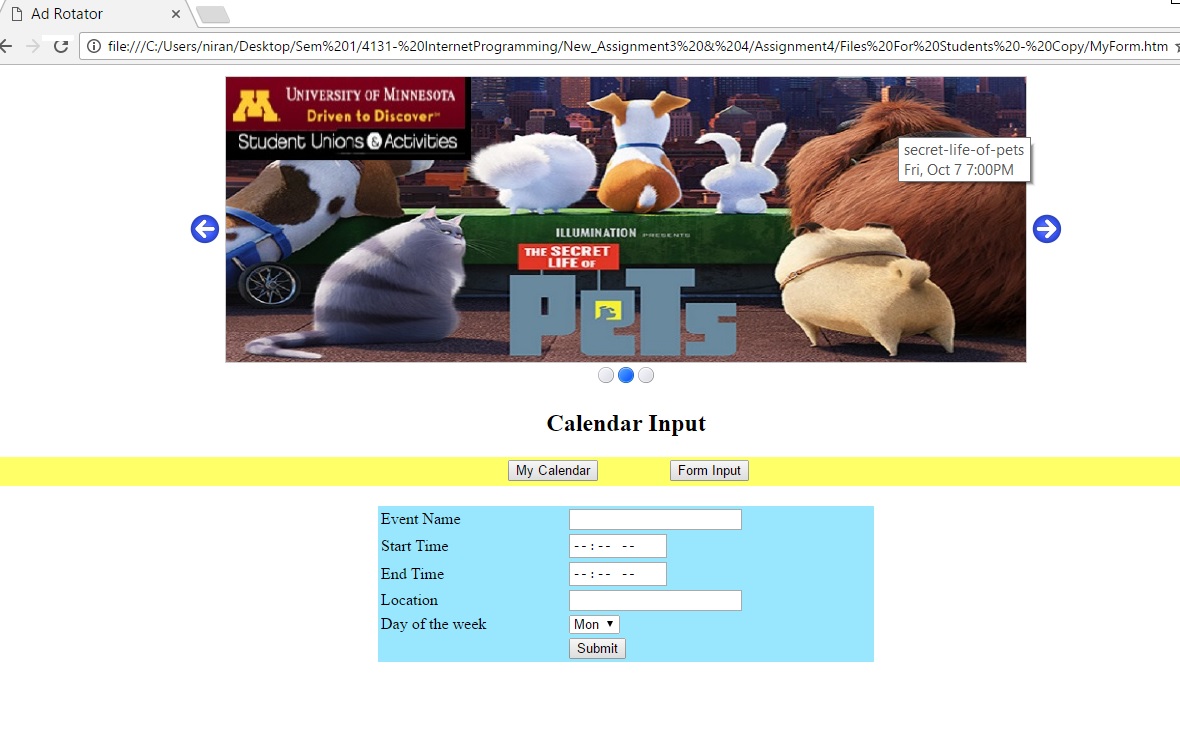 Ad Rotator
file:///C:/Users/niran/Desktop/Sem%201/4131-%20InternetProgramming/New_Assignment3%20&%204/Assignment4/Files%20For%20Students%20-%20Copy/MyForm.htm
UNIVERSITY OF MINNESOTA
Driven to Discover℠
Student Unions & Activities
secret-life-of-pets
Fri, Oct 7 7:00PM
ILLUMINATION PRESENTS
THE SECRET
LIFE OF
PeTs
Calendar Input
My Calendar Form Input
Event Name
Start Time --:-- --
End Time --:-- --
Location
Day of the week Mon
Submit